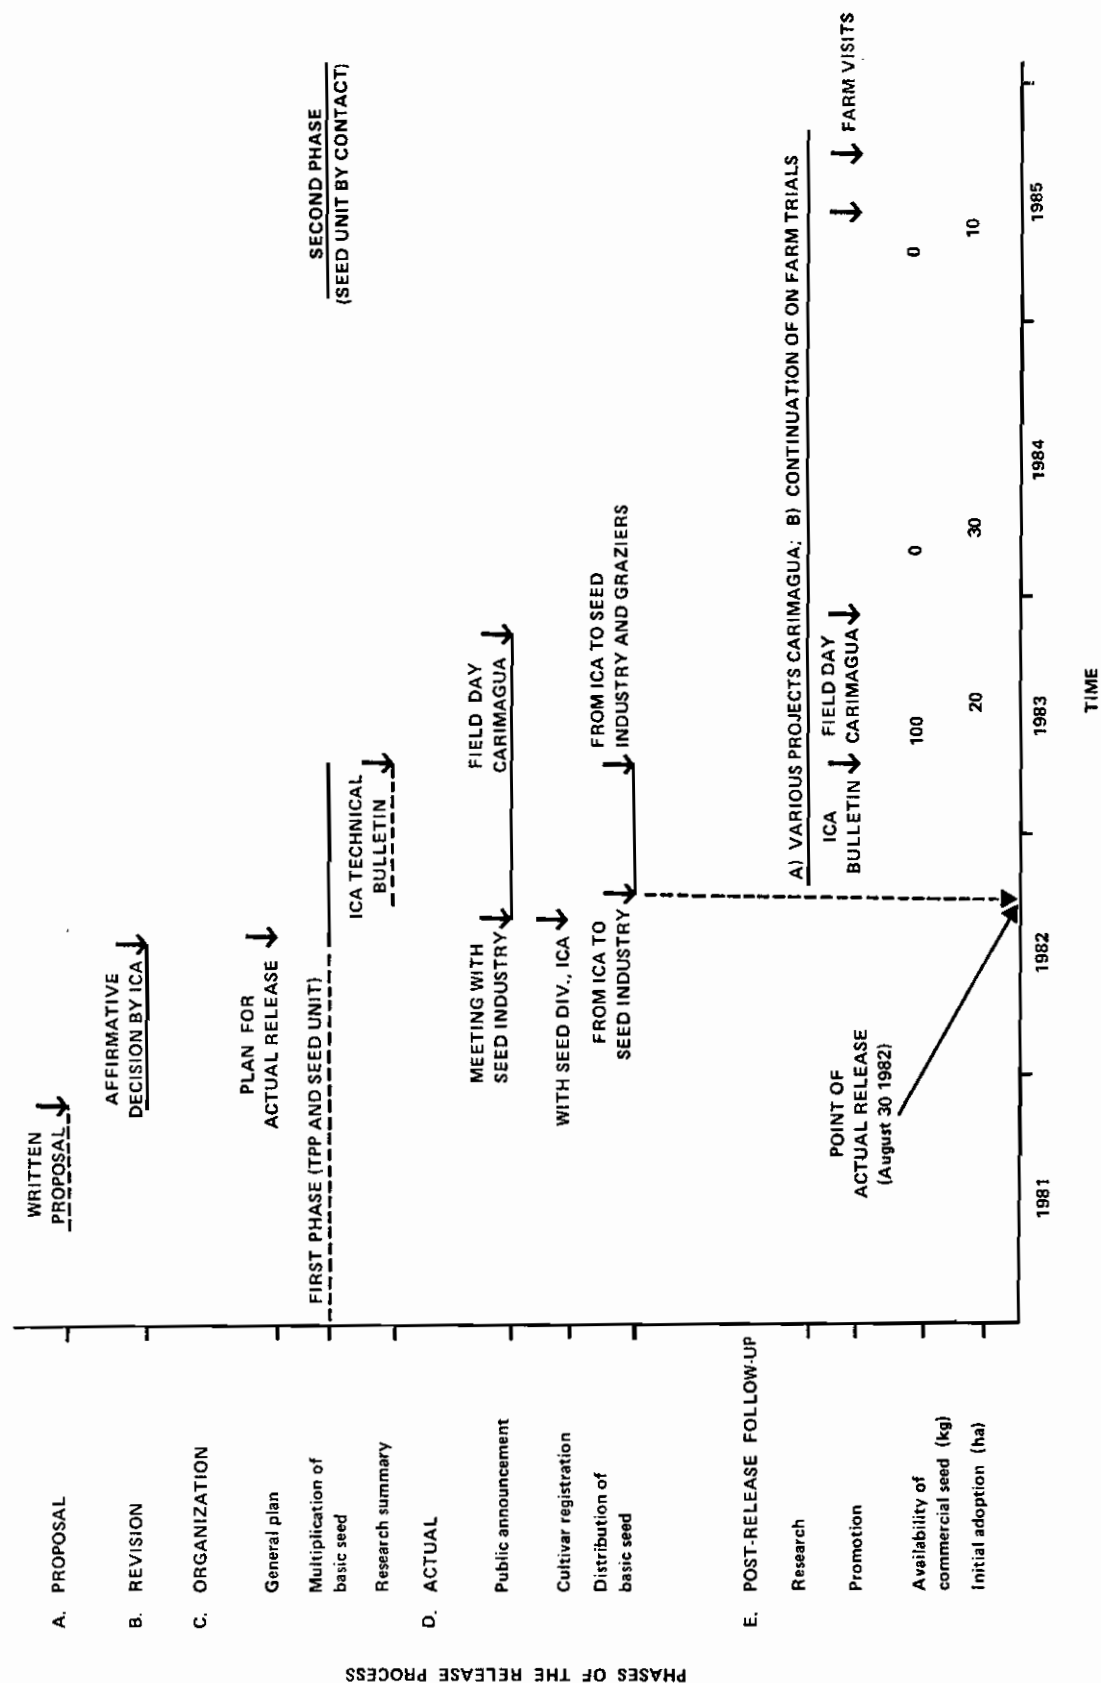 PHASES OF THE RELEASE PROCESS
A. PROPOSAL
WRITTEN
PROPOSAL
B. REVISION
AFFIRMATIVE
DECISION BY ICA
C. ORGANIZATION
General plan
PLAN FOR
ACTUAL RELEASE
Multiplication of
basic seed
FIRST PHASE (TPP AND SEED UNIT)
SECOND PHASE
(SEED UNIT BY CONTACT)
Research summary
ICA TECHNICAL
BULLETIN
D. ACTUAL
Public announcement
MEETING WITH
SEED INDUSTRY
FIELD DAY
CARIMAGUA
Cultivar registration
WITH SEED DIV., ICA
Distribution of
basic seed
FROM ICA TO
SEED INDUSTRY
FROM ICA TO SEED
INDUSTRY AND GRAZIERS
E. POST-RELEASE FOLLOW-UP
Research
A) VARIOUS PROJECTS CARIMAGUA; B) CONTINUATION OF ON FARM TRIALS
Promotion
ICA
BULLETIN
FIELD DAY
CARIMAGUA
FARM VISITS
POINT OF
ACTUAL RELEASE
(August 30 1982)
Availability of
commercial seed (kg)
100 0 0
Initial adoption (ha)
20 30 10
1981 1982 1983 1984 1985
TIME